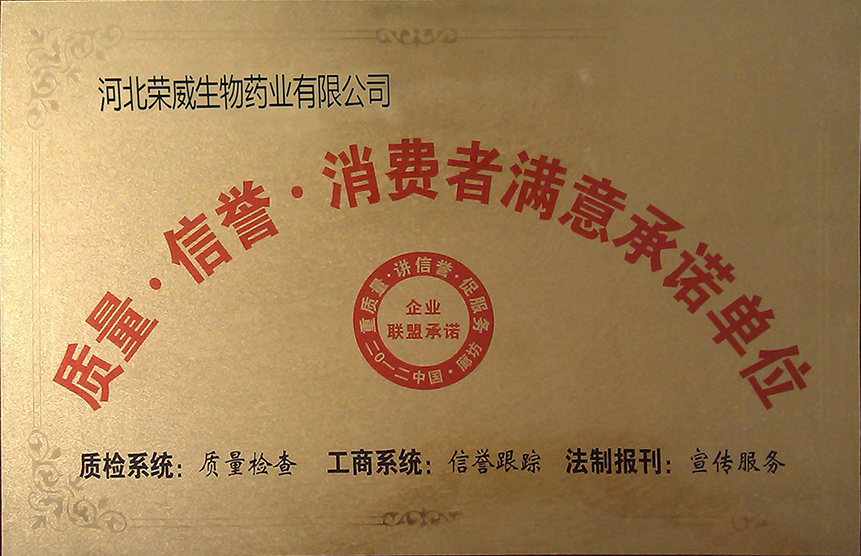 河北荣威生物药业有限公司
质量·信誉·消费者满意承诺单位
重质量·讲信誉·促服务
企业
联盟承诺
二〇一二中国·廊坊
质检系统：质量检查 工商系统：信誉跟踪 法制报刊：宣传服务